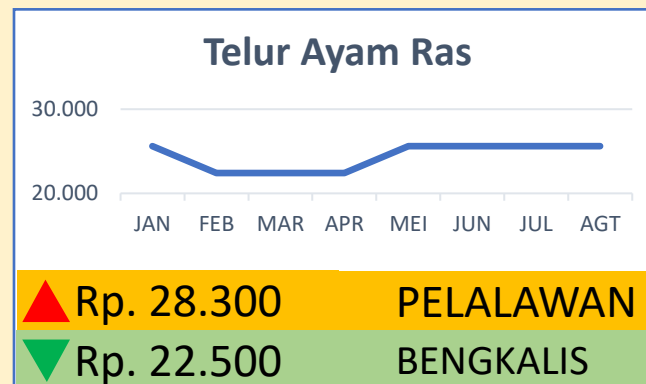 Telur Ayam Ras
30.000
20.000
JAN FEB MAR APR MEI JUN JUL AGT
Rp. 28.300 PELALAWAN
Rp. 22.500 BENGKALIS